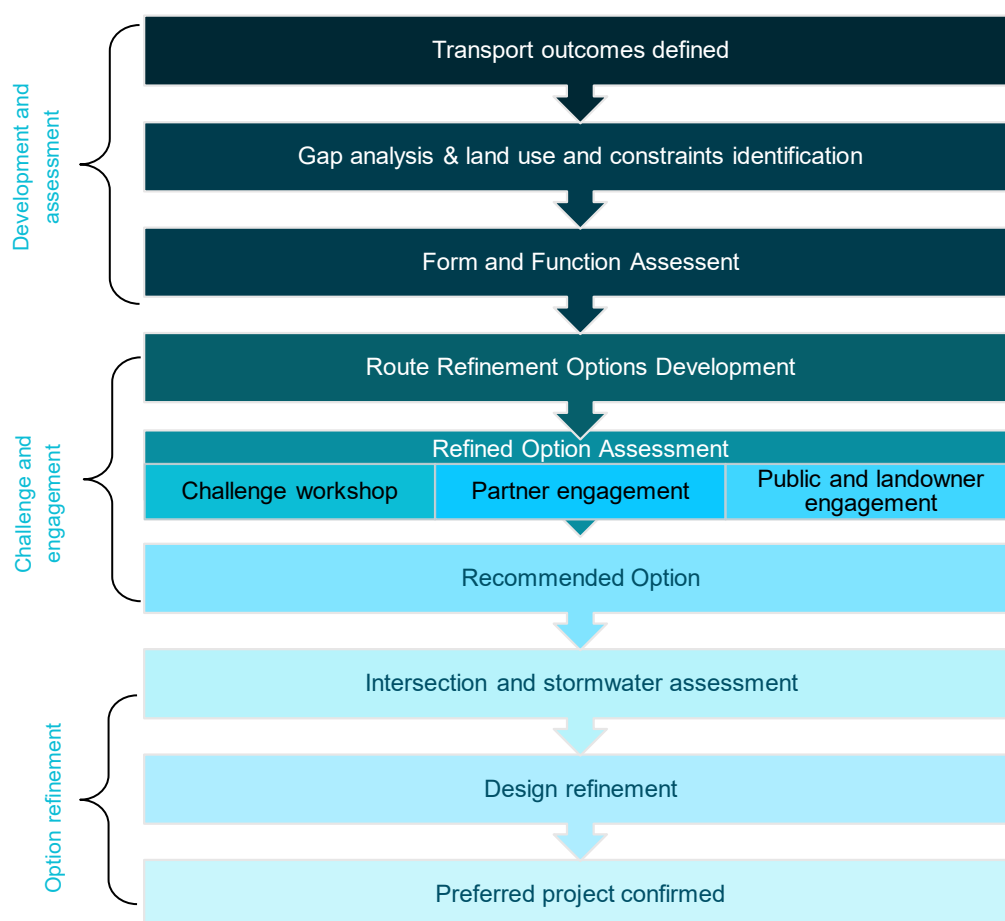 Development and
assessment
Transport outcomes defined
Gap analysis & land use and constraints identification
Form and Function Assessent
Challenge and
engagement
Route Refinement Options Development
Refined Option Assessment
Challenge workshop
Partner engagement
Public and landowner
engagement
Recommended Option
Option refinement
Intersection and stormwater assessment
Design refinement
Preferred project confirmed